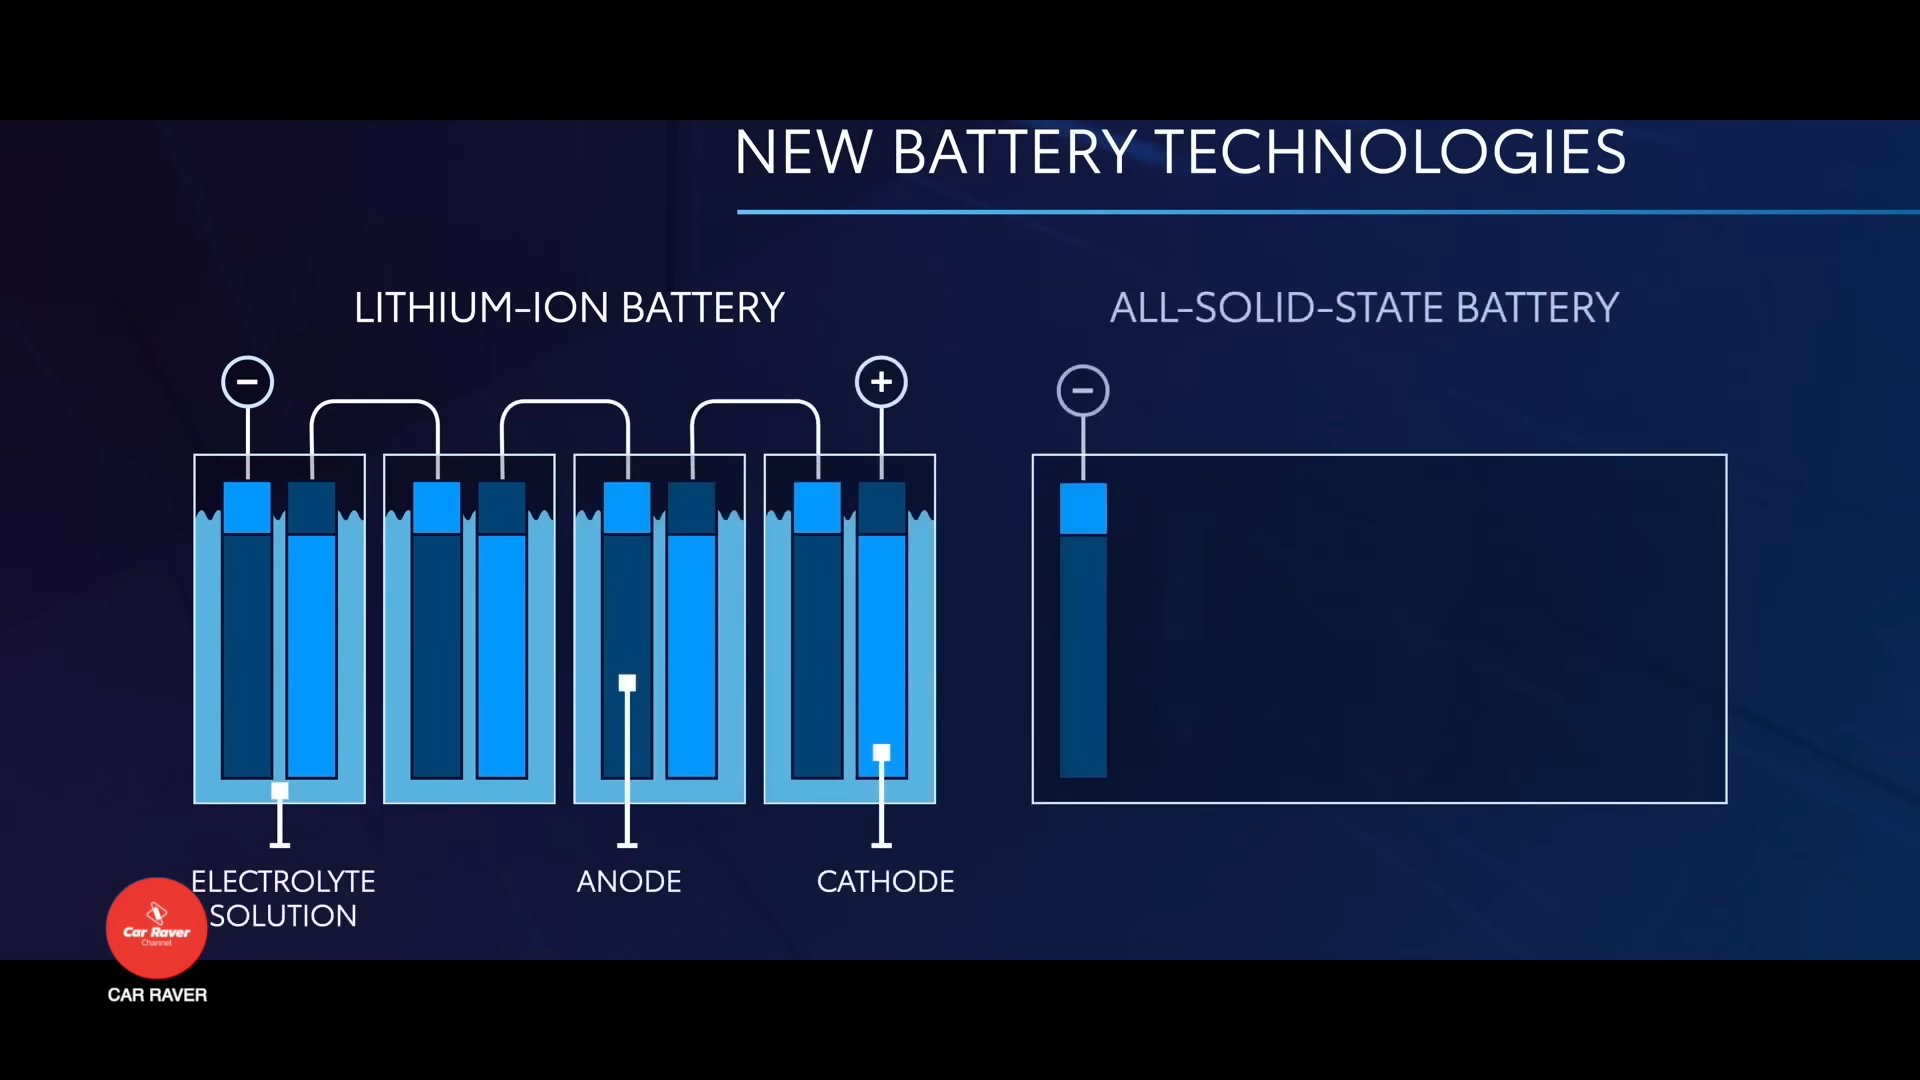 NEW BATTERY TECHNOLOGIES
LITHIUM-ION BATTERY
ALL-SOLID-STATE BATTERY
−
+
−
ELECTROLYTE
SOLUTION
ANODE
CATHODE
Car Raver
Channel
CAR RAVER